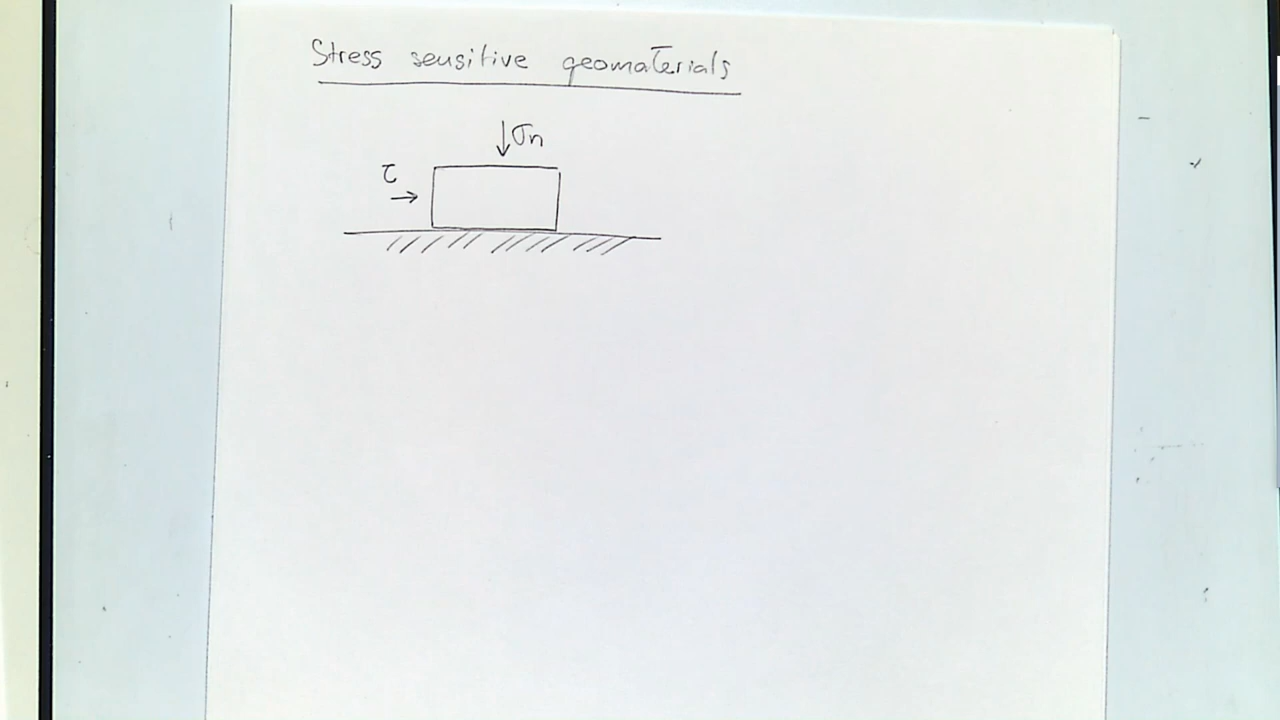 Stress sensitive geomaterials
σn
τ